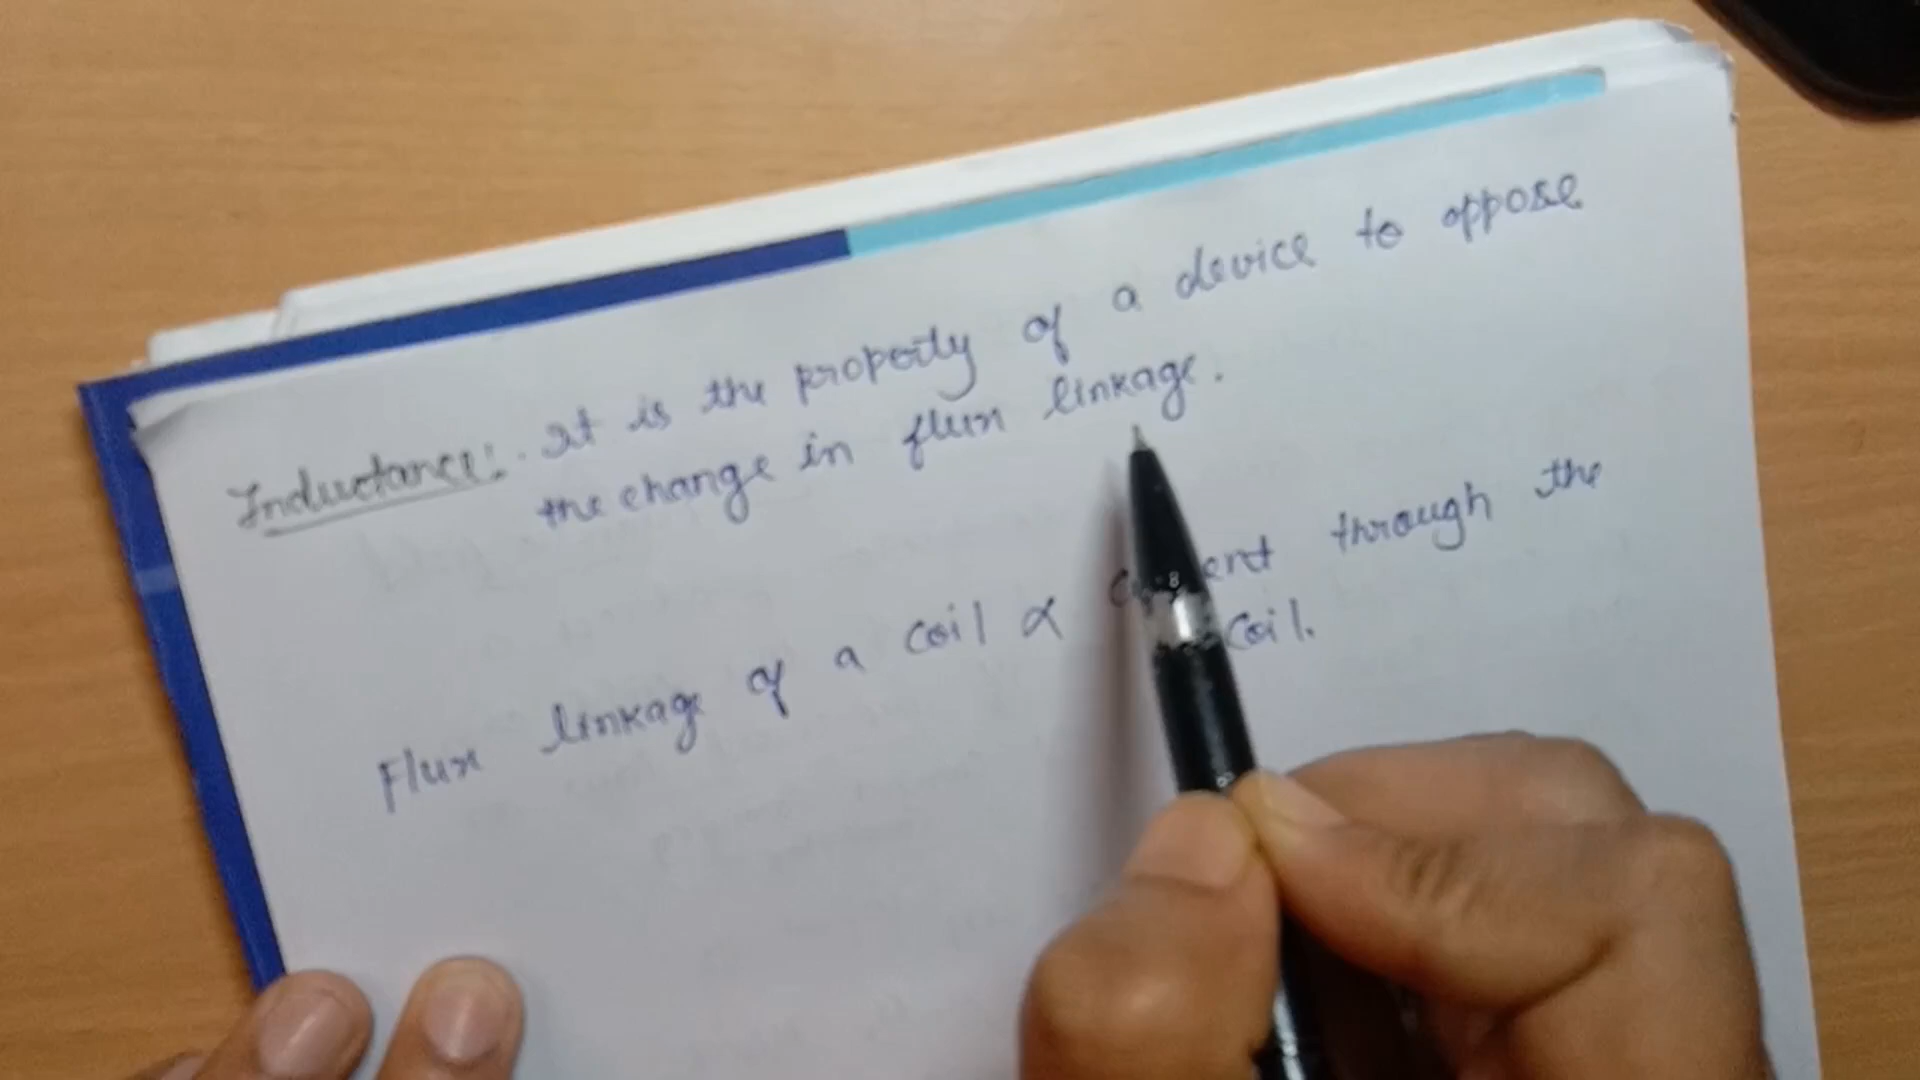 Inductance:- It is the property of a device to oppose
the change in flux linkage.
Flux linkage of a coil ∝ through the
coil.